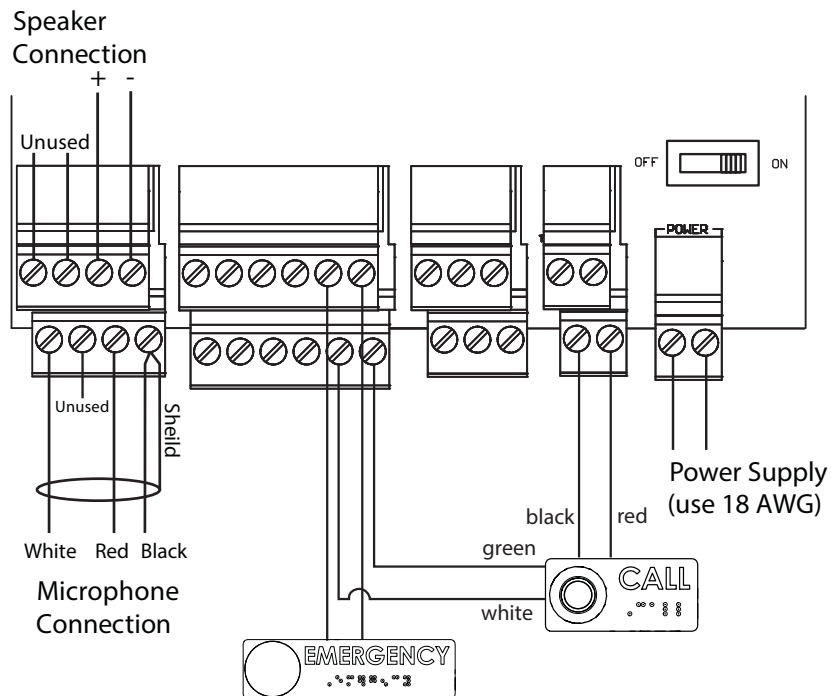 Speaker
Connection
+ -
Unused
OFF
ON
POWER
Unused
Sheild
White Red Black
Microphone
Connection
Power Supply
(use 18 AWG)
black
red
green
white
CALL
EMERGENCY